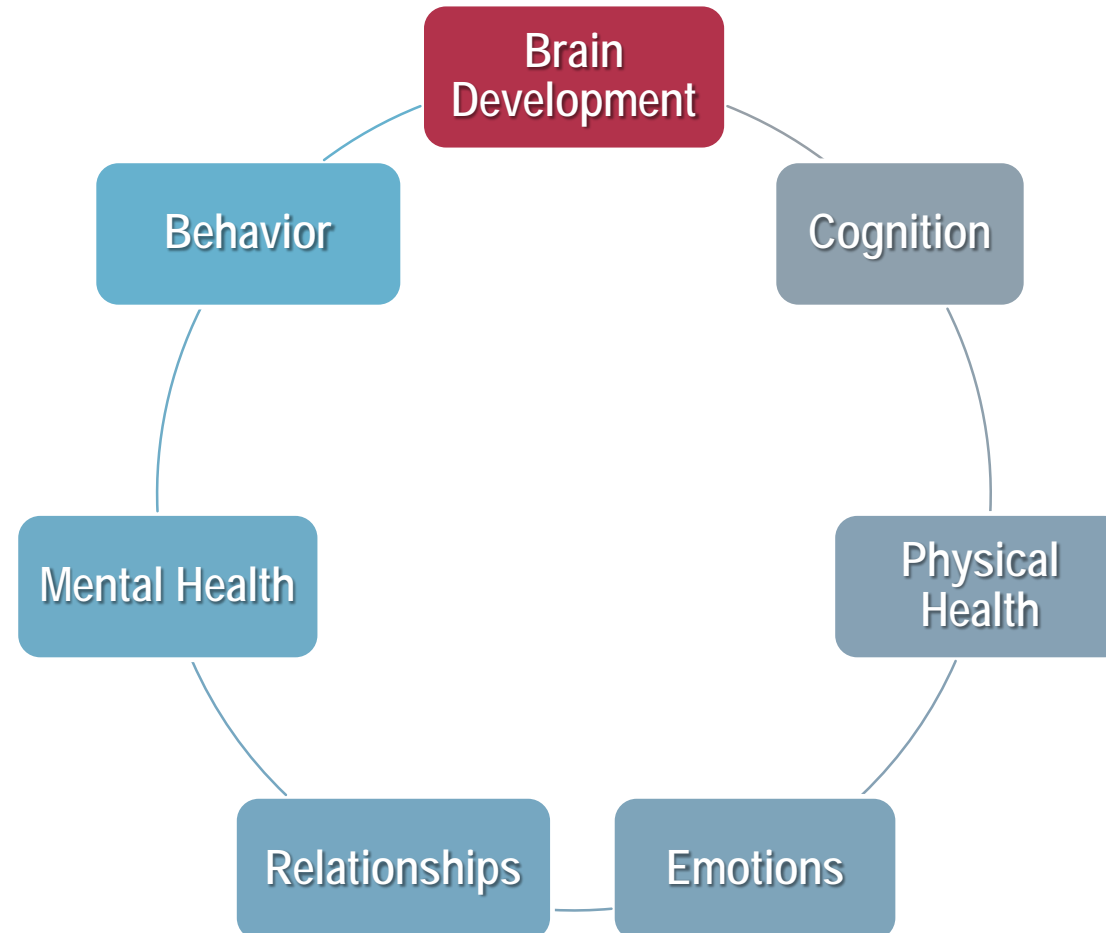 Brain
Development
Cognition
Physical
Health
Emotions
Relationships
Mental Health
Behavior